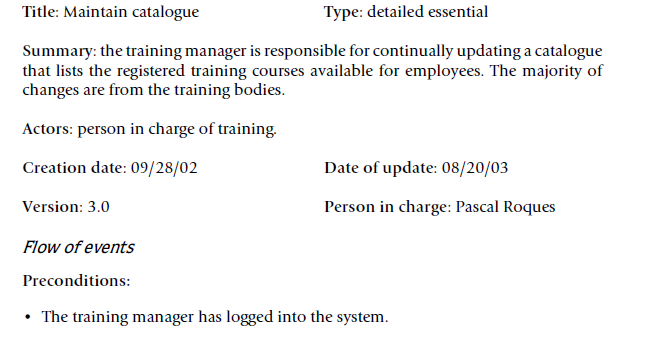 Title: Maintain catalogue Type: detailed essential
Summary: the training manager is responsible for continually updating a catalogue
that lists the registered training courses available for employees. The majority of
changes are from the training bodies.
Actors: person in charge of training.
Creation date: 09/28/02 Date of update: 08/20/03
Version: 3.0 Person in charge: Pascal Roques
Flow of events
Preconditions:
• The training manager has logged into the system.